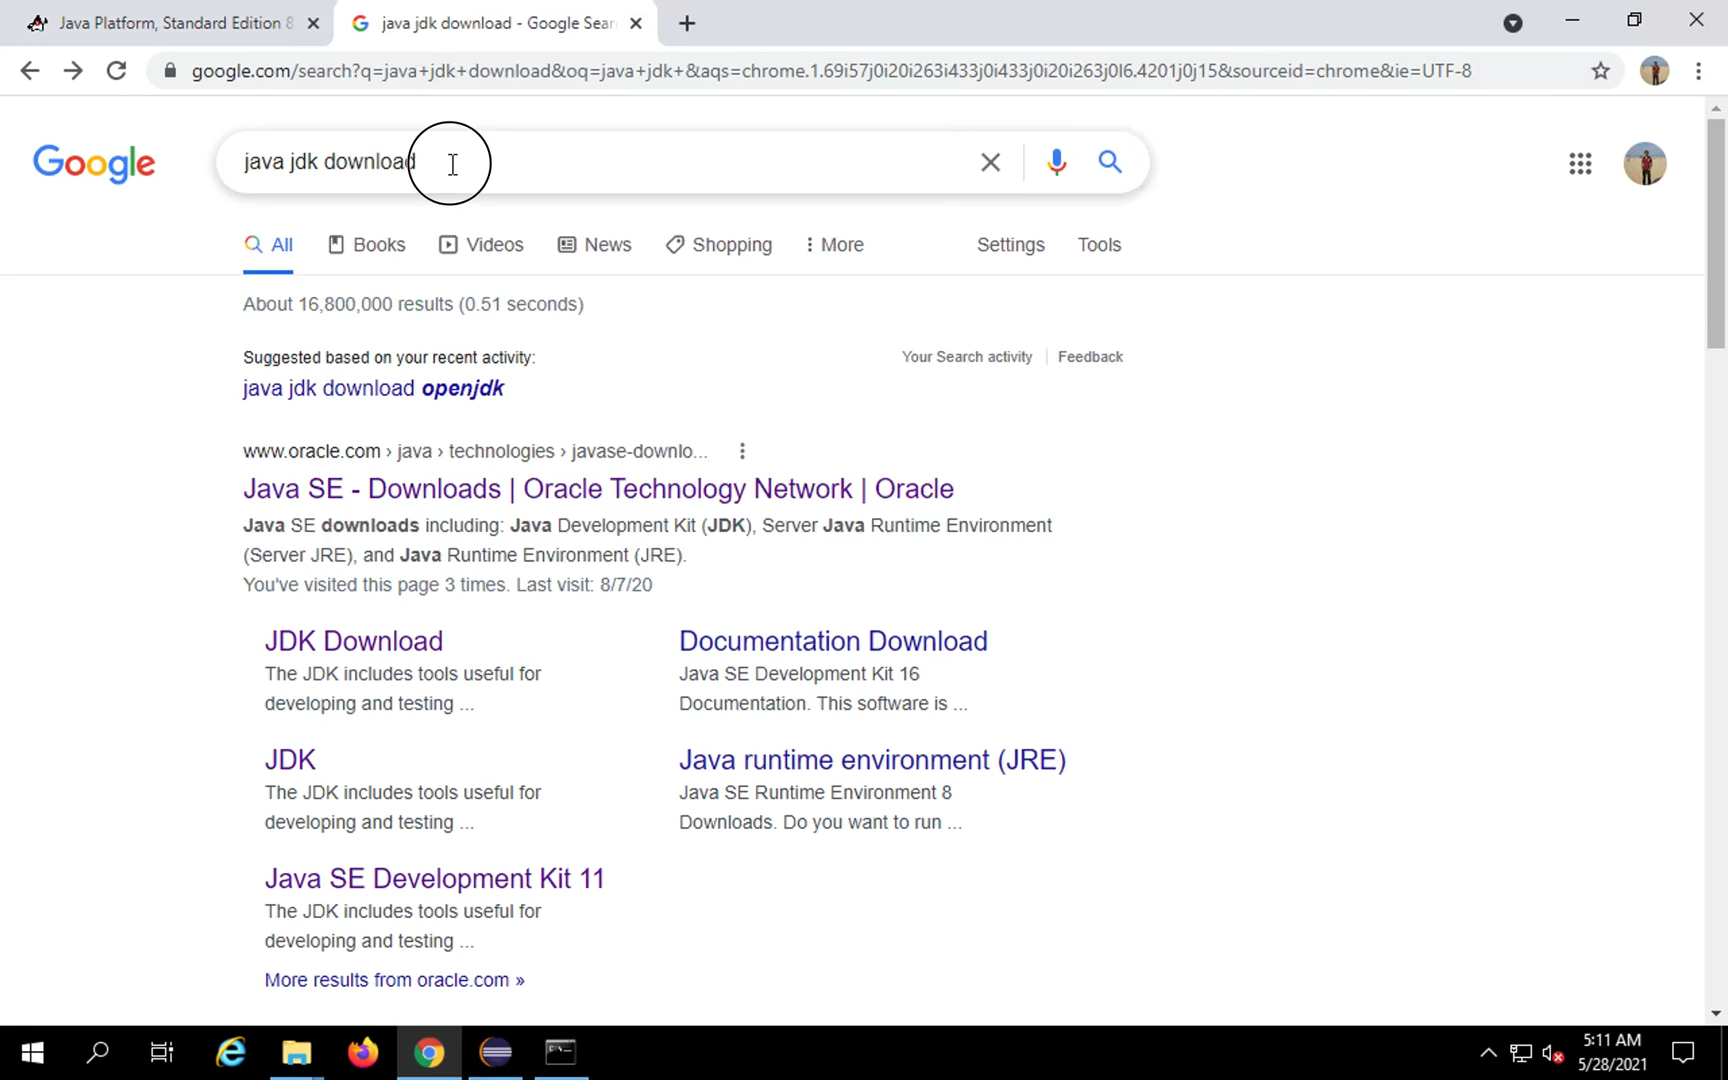 Java Platform, Standard Edition 8
java jdk download - Google Sear
google.com/search?q=java+jdk+download&oq=java+jdk+&aqs=chrome.1.69i57j0i20i263i433j0i433j0i20i263j0l6.4201j0j15&sourceid=chrome&ie=UTF-8
Google
java jdk download
All
Books
Videos
News
Shopping
More
Settings
Tools
About 16,800,000 results (0.51 seconds)
Suggested based on your recent activity:
Your Search activity
Feedback
java jdk download openjdk
www.oracle.com › java › technologies › javase-downlo...
Java SE - Downloads | Oracle Technology Network | Oracle
Java SE downloads including: Java Development Kit (JDK), Server Java Runtime Environment
(Server JRE), and Java Runtime Environment (JRE).
You've visited this page 3 times. Last visit: 8/7/20
JDK Download
The JDK includes tools useful for
developing and testing ...
Documentation Download
Java SE Development Kit 16
Documentation. This software is ...
JDK
The JDK includes tools useful for
developing and testing ...
Java runtime environment (JRE)
Java SE Runtime Environment 8
Downloads. Do you want to run ...
Java SE Development Kit 11
The JDK includes tools useful for
developing and testing ...
More results from oracle.com »
5:11 AM
5/28/2021